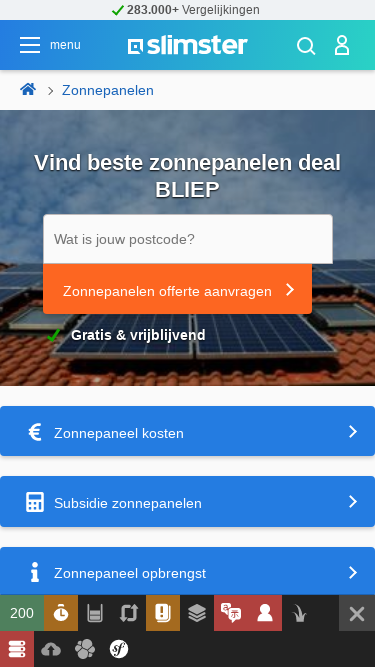 283.000+ Vergelijkingen
menu
slimster
Zonnepanelen
Vind beste zonnepanelen deal
BLIEP
Wat is jouw postcode?
Zonnepanelen offerte aanvragen
Gratis & vrijblijvend
Zonnepaneel kosten
Subsidie zonnepanelen
Zonnepaneel opbrengst
200